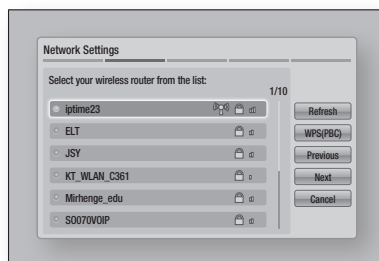 Network Settings
Select your wireless router from the list:
1/10
iptime23
ELT
JSY
KT_WLAN_C361
Mirhenge_edu
SO070VOIP
Refresh
WPS(PBC)
Previous
Next
Cancel